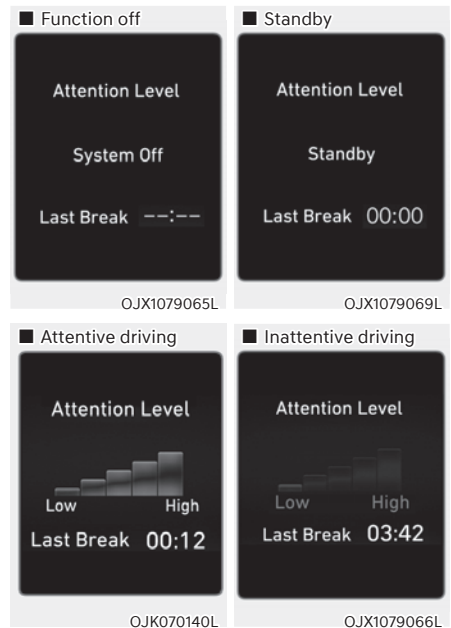 ■ Function off
Attention Level
System Off
Last Break --:--
OJX1079065L
■ Standby
Attention Level
Standby
Last Break 00:00
OJX1079069L
■ Attentive driving
Attention Level
Low High
Last Break 00:12
OJK070140L
■ Inattentive driving
Attention Level
Low High
Last Break 03:42
OJX1079066L